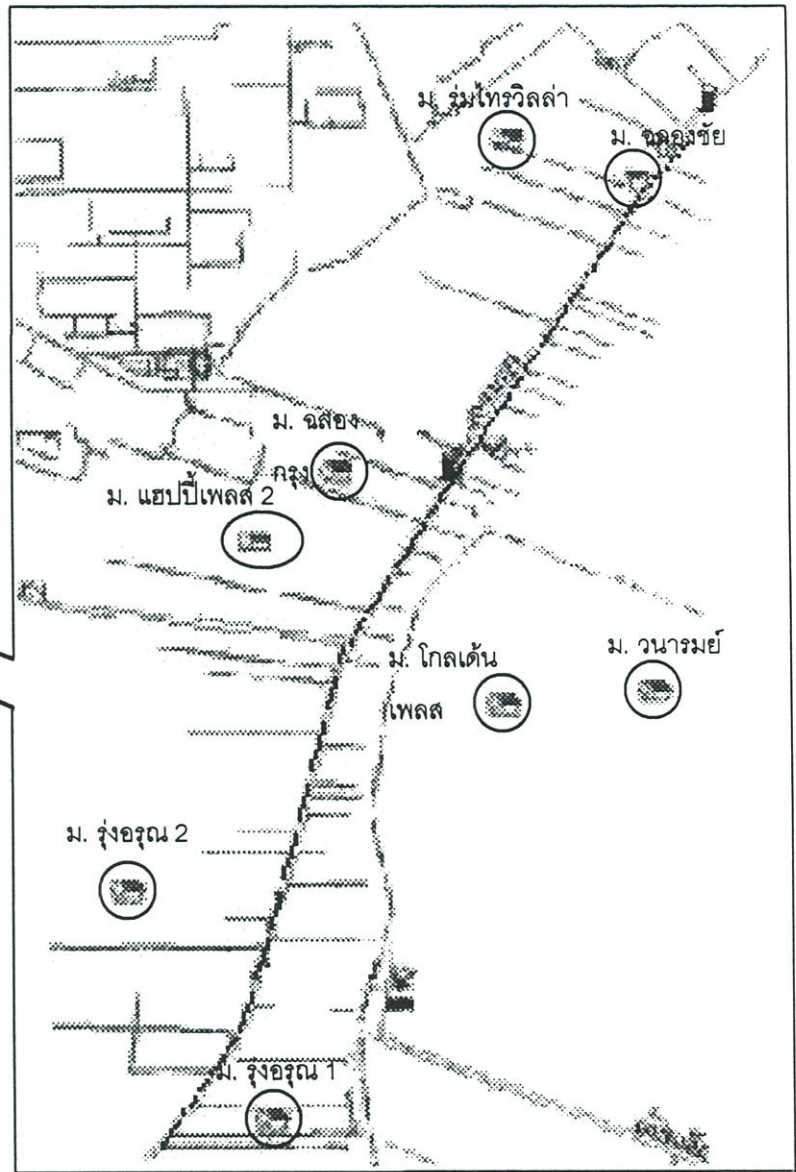 ม. ร่มไทรวิลล่า
ม. ฉลองชัย
ม. ฉลอง
กรุง
ม. แฮปปี้เพลส 2
ม. โกลเด้น
เพลส
ม. วนารมย์
ม. รุ่งอรุณ 2
ม. รุ่งอรุณ 1